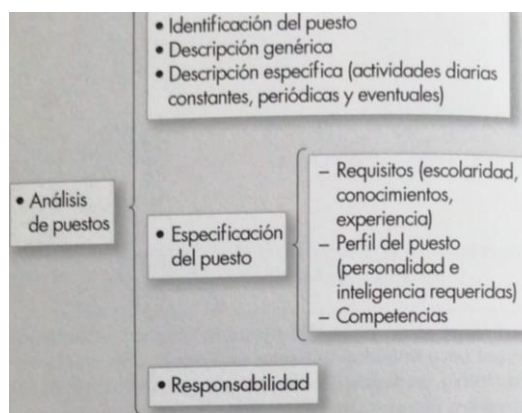 • Identificación del puesto
• Descripción genérica
• Descripción específica (actividades diarias
constantes, periódicas y eventuales)
• Análisis
de puestos
• Especificación
del puesto
– Requisitos (escolaridad,
conocimientos,
experiencia)
– Perfil del puesto
(personalidad e
inteligencia requeridas)
– Competencias
• Responsabilidad